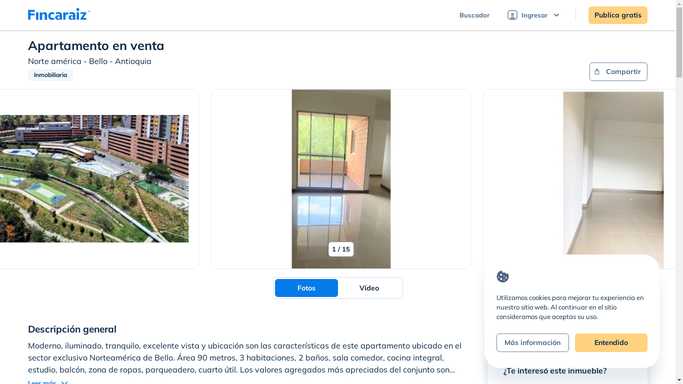 Fincaraiz
Buscador
Ingresar
Publica gratis
Apartamento en venta
Norte américa - Bello - Antioquia
Inmobiliaria
Compartir
1 / 15
Fotos
Video
Utilizamos cookies para mejorar tu experiencia en
nuestro sitio web. Al continuar en el sitio
consideramos que aceptas su uso.
Más información
Entendido
Descripción general
Moderno, iluminado, tranquilo, excelente vista y ubicación son las características de este apartamento ubicado en el
sector exclusivo Norteamérica de Bello. Área 90 metros, 3 habitaciones, 2 baños, sala comedor, cocina integral,
estudio, balcón, zona de ropas, parqueadero, cuarto útil. Los valores agregados más apreciados del conjunto son...
Leer más
¿Te interesó este inmueble?